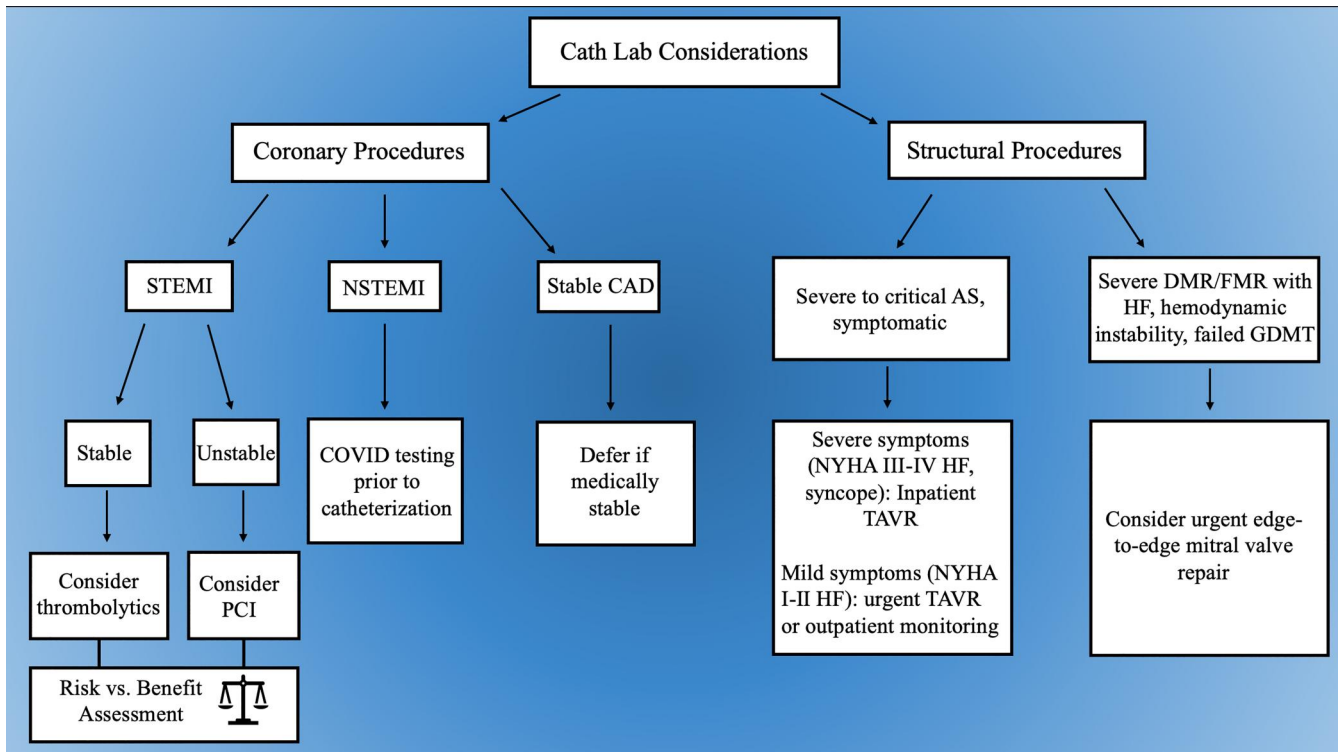 Cath Lab Considerations
Coronary Procedures
Structural Procedures
STEMI
NSTEMI
Stable CAD
Severe to critical AS,
symptomatic
Severe DMR/FMR with
HF, hemodynamic
instability, failed GDMT
Stable
Unstable
COVID testing
prior to
catheterization
Defer if
medically
stable
Severe symptoms
(NYHA III-IV HF,
syncope): Inpatient
TAVR
Mild symptoms (NYHA
I-II HF): urgent TAVR
or outpatient monitoring
Consider urgent edge-
to-edge mitral valve
repair
Consider
thrombolytics
Consider
PCI
Risk vs. Benefit
Assessment